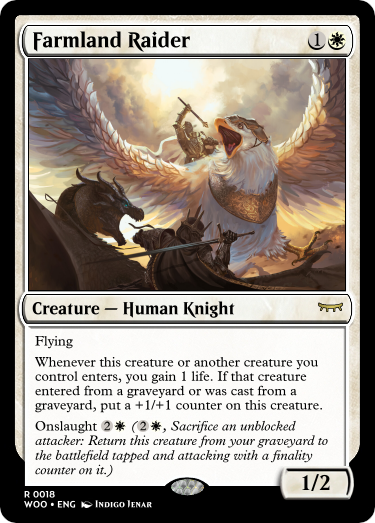 Farmland Raider 1
Creature — Human Knight
Flying
Whenever this creature or another creature you
control enters, you gain 1 life. If that creature
entered from a graveyard or was cast from a
graveyard, put a +1/+1 counter on this creature.
Onslaught 2 (2, Sacrifice an unblocked
attacker: Return this creature from your graveyard to
the battlefield tapped and attacking with a finality
counter on it.)
1/2
R 0018
WOO • ENG Indigo Jenar